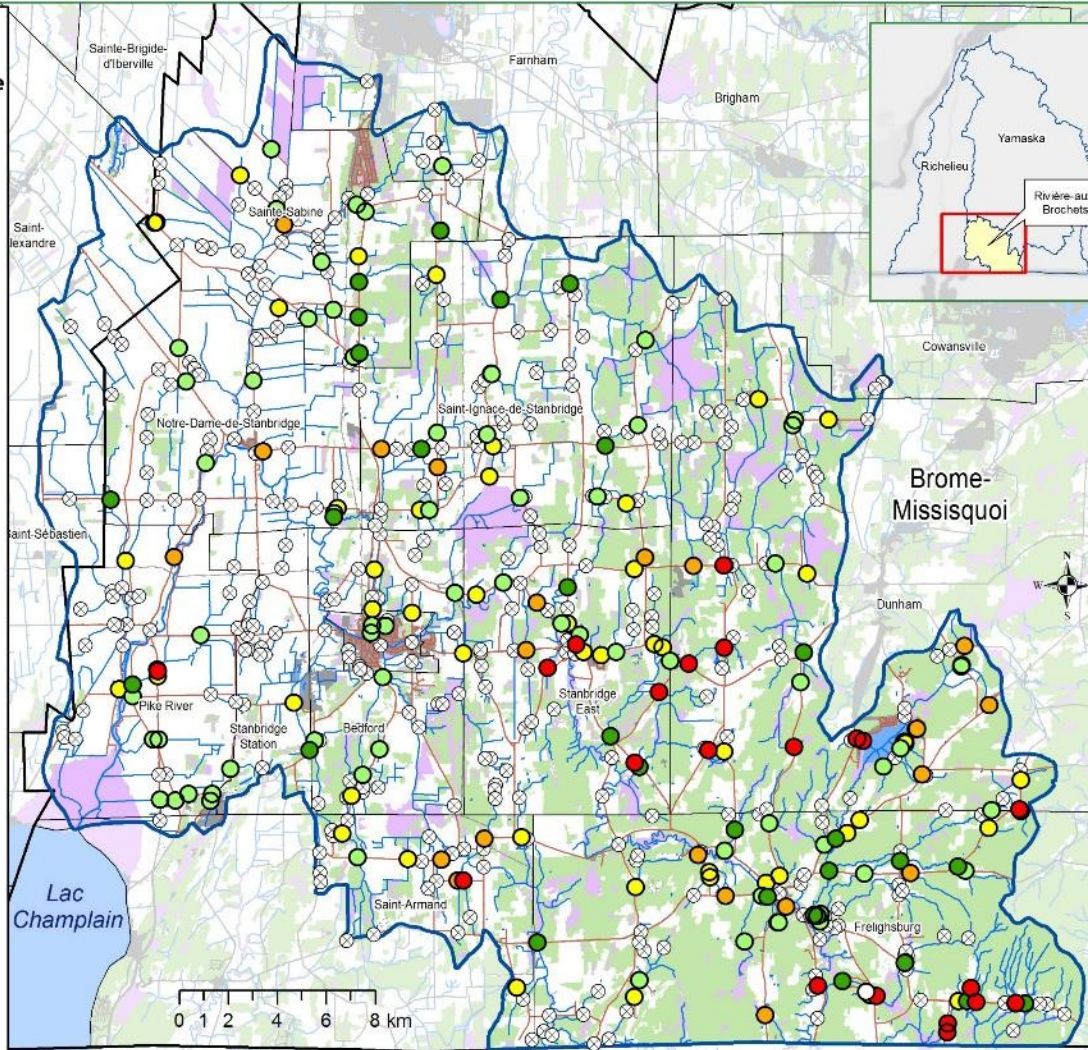 Sainte-Brigide-
d'Iberville
Farnham
Brigham
Yamaska
Richelieu
Rivière-aux
Brochets
Sainte-Sabine
Saint-
lexandre
Cowansville
Notre-Dame-de-Stanbridge
Saint-Ignace-de-Stanbridge
Brome-
Missisquoi
Saint-Sébastien
N
W
S
Dunham
Pike River
Stanbridge
Station
Bedford
Stanbridge
East
Lac
Champlain
Saint-Armand
Frelighsburg
0 1 2 4 6 8 km